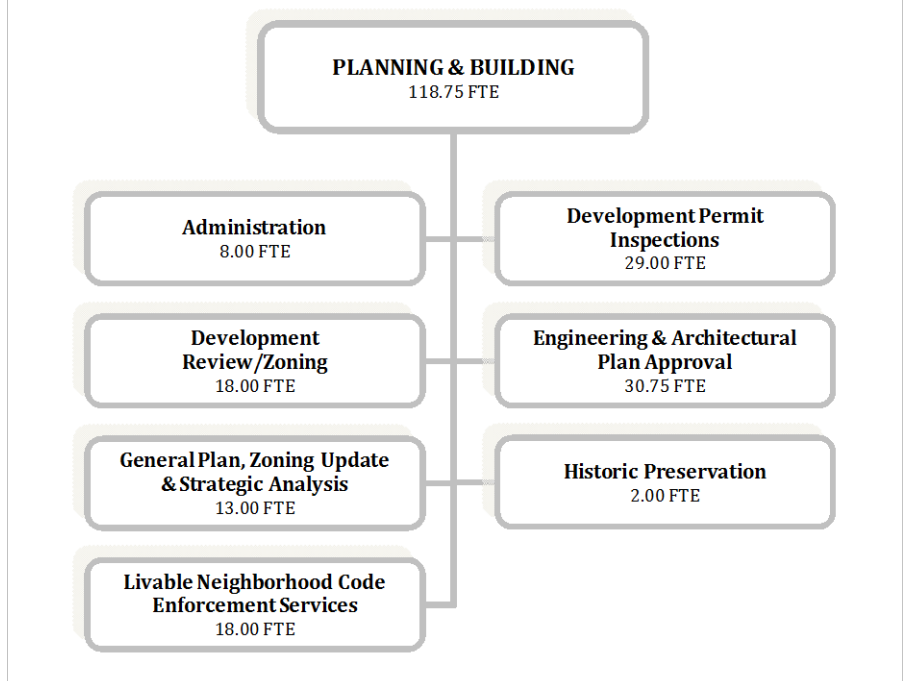 PLANNING & BUILDING
118.75 FTE
Administration
8.00 FTE
Development Permit
Inspections
29.00 FTE
Development
Review/Zoning
18.00 FTE
Engineering & Architectural
Plan Approval
30.75 FTE
General Plan, Zoning Update
& Strategic Analysis
13.00 FTE
Historic Preservation
2.00 FTE
Livable Neighborhood Code
Enforcement Services
18.00 FTE